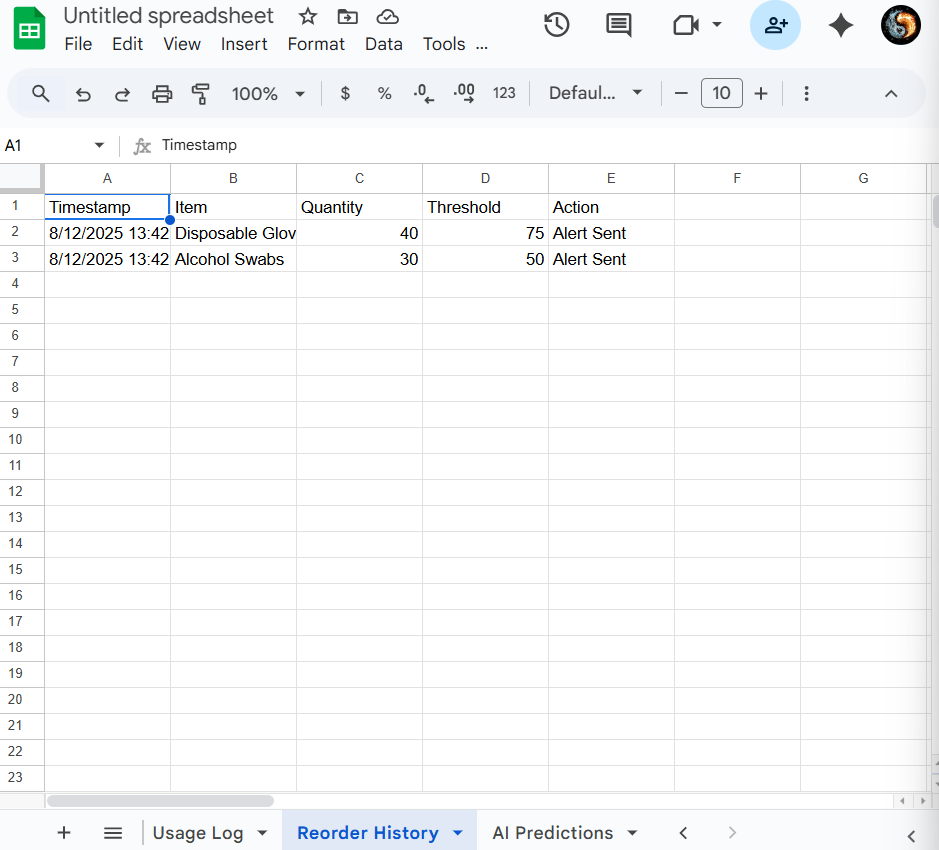 Untitled spreadsheet
File Edit View Insert Format Data Tools ...
100% $ % .0 .00 123 Defaul... 10
A1 fx Timestamp
A B C D E F G
1 Timestamp Item Quantity Threshold Action
2 8/12/2025 13:42 Disposable Glov 40 75 Alert Sent
3 8/12/2025 13:42 Alcohol Swabs 30 50 Alert Sent
4
5
6
7
8
9
10
11
12
13
14
15
16
17
18
19
20
21
22
23
Usage Log Reorder History AI Predictions